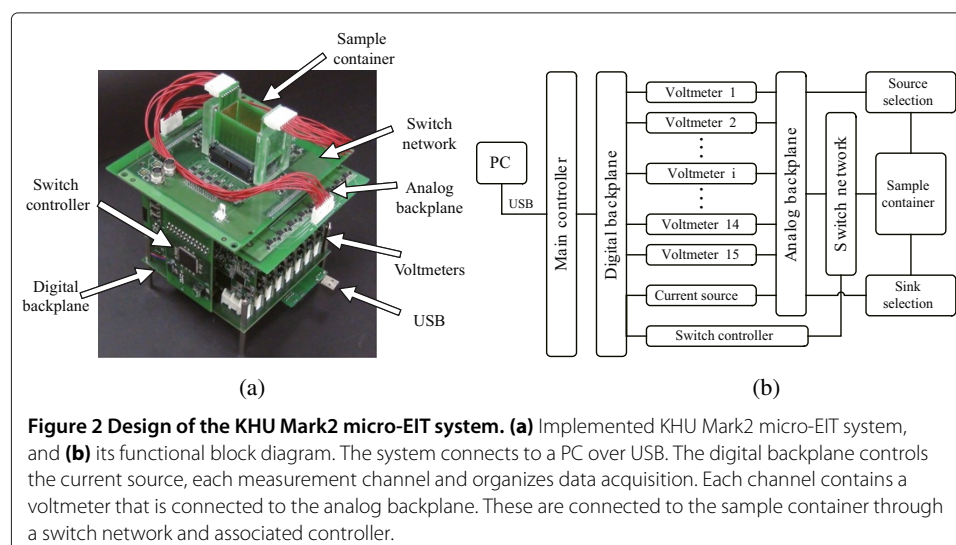 Sample
container
Switch
network
Analog
backplane
Voltmeters
USB
Switch
controller
Digital
backplane
(a)
PC
USB
Main controller
Digital backplane
Voltmeter 1
Voltmeter 2
Voltmeter i
Voltmeter 14
Voltmeter 15
Current source
Switch controller
Analog backplane
Switch network
Source
selection
Sample
container
Sink
selection
(b)
Figure 2 Design of the KHU Mark2 micro-EIT system. (a) Implemented KHU Mark2 micro-EIT system,
and (b) its functional block diagram. The system connects to a PC over USB. The digital backplane controls
the current source, each measurement channel and organizes data acquisition. Each channel contains a
voltmeter that is connected to the analog backplane. These are connected to the sample container through
a switch network and associated controller.